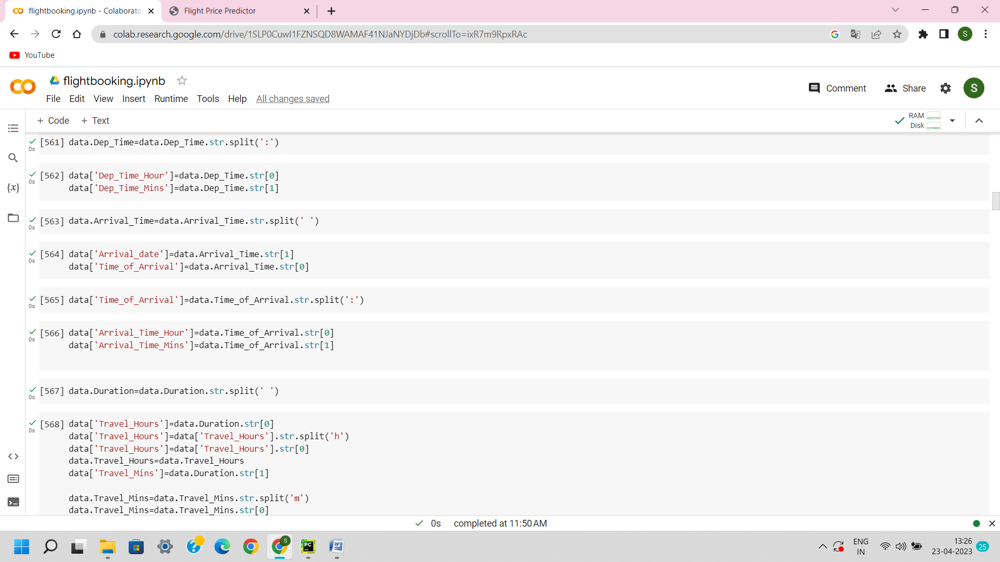 flightbooking.ipynb - Colaborato
Flight Price Predictor
colab.research.google.com/drive/1SLP0CuwI1FZNSQD8WAMAF41NJaNYDjDb#scrollTo=ixR7m9RpxRAc
S
YouTube
flightbooking.ipynb
File Edit View Insert Runtime Tools Help All changes saved
Comment
Share
S
+ Code + Text
RAM
Disk
[561] data.Dep_Time=data.Dep_Time.str.split(':')
0s
[562] data['Dep_Time_Hour']=data.Dep_Time.str[0]
0s
data['Dep_Time_Mins']=data.Dep_Time.str[1]
[563] data.Arrival_Time=data.Arrival_Time.str.split(' ')
0s
[564] data['Arrival_date']=data.Arrival_Time.str[1]
0s
data['Time_of_Arrival']=data.Arrival_Time.str[0]
[565] data['Time_of_Arrival']=data.Time_of_Arrival.str.split(':')
0s
[566] data['Arrival_Time_Hour']=data.Time_of_Arrival.str[0]
0s
data['Arrival_Time_Mins']=data.Time_of_Arrival.str[1]
[567] data.Duration=data.Duration.str.split(' ')
0s
[568] data['Travel_Hours']=data.Duration.str[0]
0s
data['Travel_Hours']=data['Travel_Hours'].str.split('h')
data['Travel_Hours']=data['Travel_Hours'].str[0]
data.Travel_Hours=data.Travel_Hours
data['Travel_Mins']=data.Duration.str[1]
data.Travel_Mins=data.Travel_Mins.str.split('m')
data.Travel_Mins=data.Travel_Mins.str[0]
{x}
0s completed at 11:50 AM
S
PC
ENG
IN
13:26
23-04-2023
25